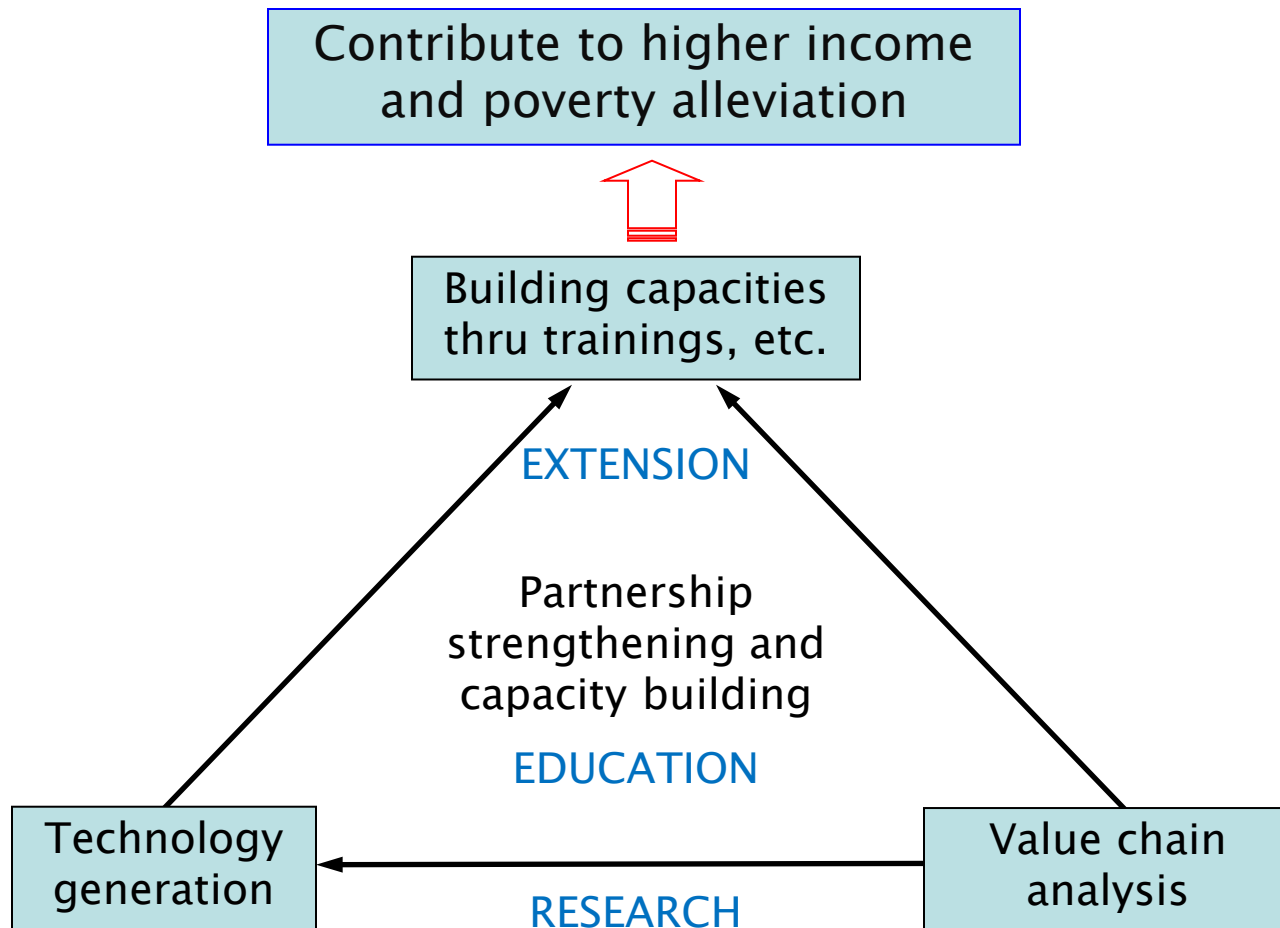 Contribute to higher income
and poverty alleviation
Building capacities
thru trainings, etc.
EXTENSION
Partnership
strengthening and
capacity building
EDUCATION
Technology
generation
Value chain
analysis
RESEARCH